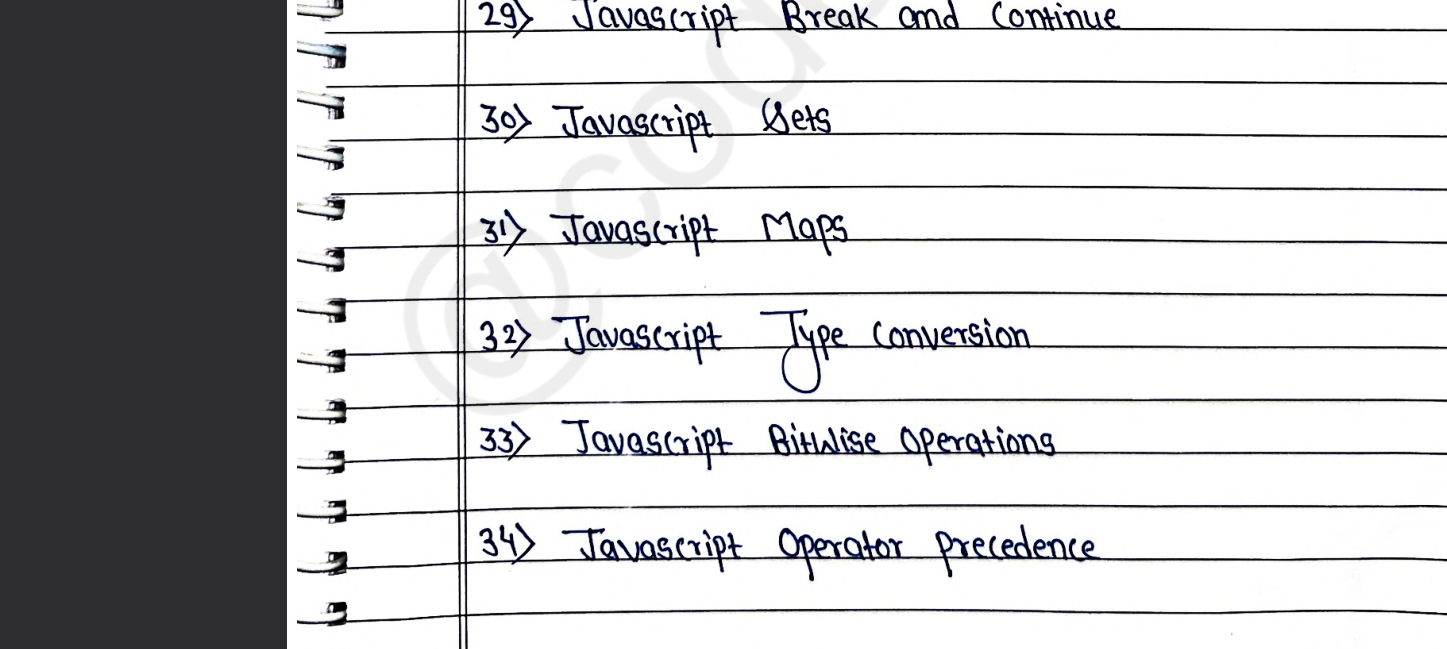 29) Javascript Break and Continue
30) Javascript Sets
31) Javascript Maps
32) Javascript Type Conversion
33) Javascript Bitwise Operations
34) Javascript Operator Precedence
@cod